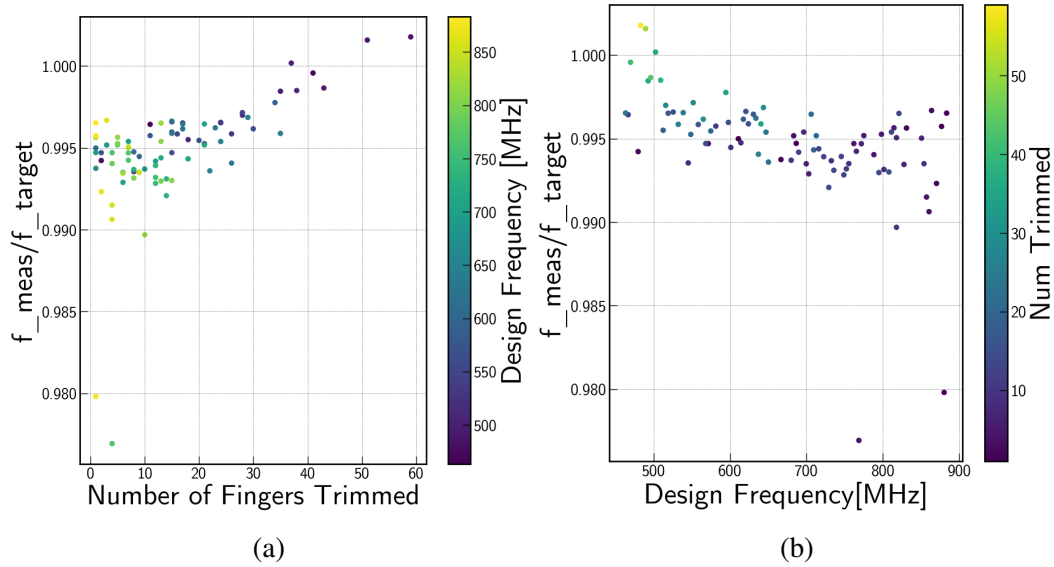 1.000
0.995
0.990
0.985
0.980
f_meas/f_target
0 10 20 30 40 50 60
Number of Fingers Trimmed
850
800
750
700
650
600
550
500
Design Frequency [MHz]
(a)
1.000
0.995
0.990
0.985
0.980
f_meas/f_target
500 600 700 800 900
Design Frequency[MHz]
50
40
30
20
10
Num Trimmed
(b)